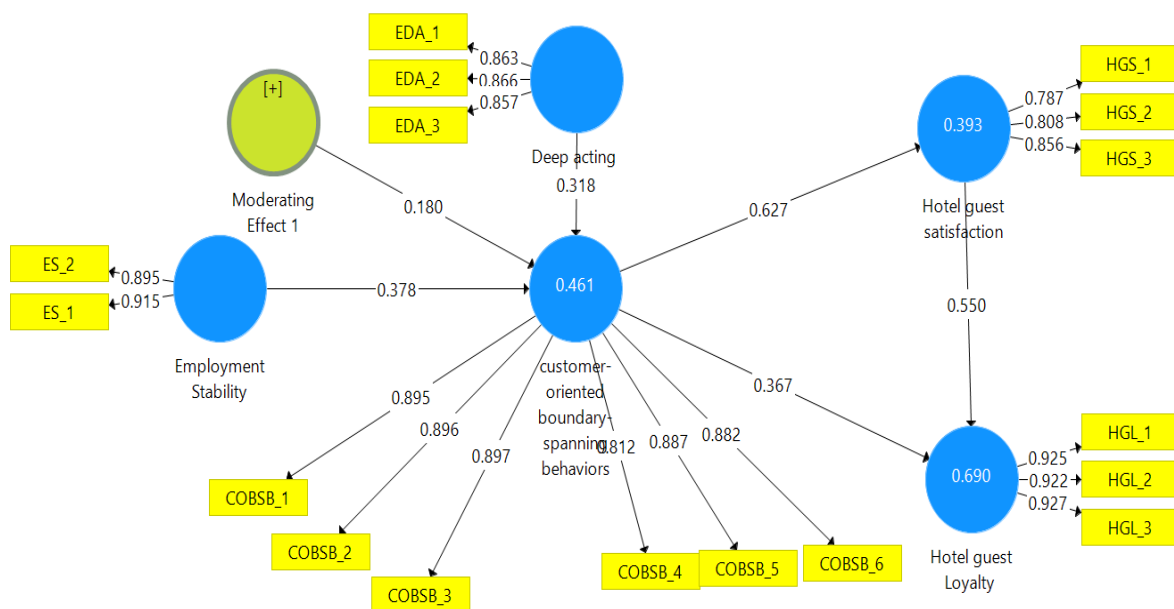 EDA_1
EDA_2
EDA_3
0.863
0.866
0.857
Deep acting
0.318
[+]
Moderating
Effect 1
0.180
HGS_1
HGS_2
HGS_3
0.787
0.808
0.856
0.393
Hotel guest
satisfaction
0.627
ES_2
ES_1
0.895
0.915
Employment
Stability
0.378
0.461
customer-
oriented
boundary-
spanning
behaviors
0.550
0.367
0.895
0.896
0.897
0.812
0.887
0.882
COBSB_1
COBSB_2
COBSB_3
COBSB_4
COBSB_5
COBSB_6
0.690
Hotel guest
Loyalty
0.925
0.922
0.927
HGL_1
HGL_2
HGL_3